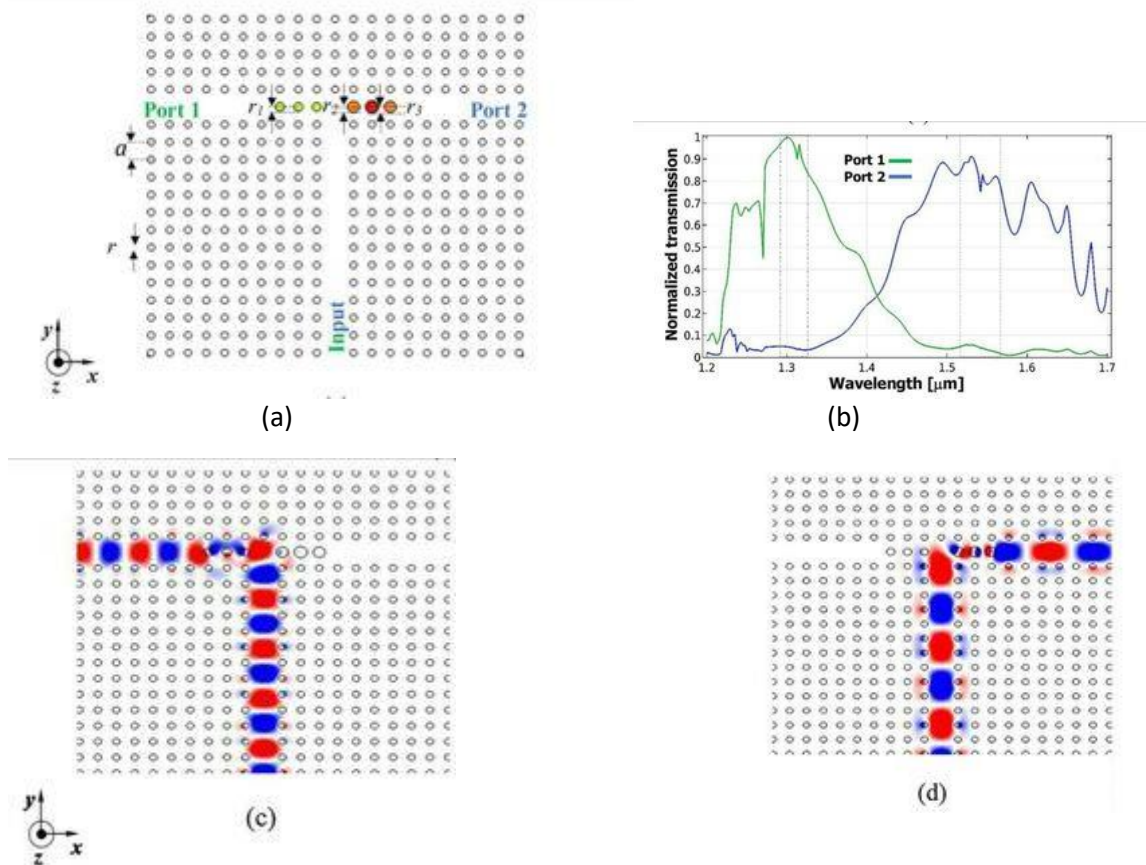 Port 1
r1
r2
r3
Port 2
a
r
Input
y
z
x
(a)
Normalized transmission
1
0.9
0.8
0.7
0.6
0.5
0.4
0.3
0.2
0.1
0
Port 1
Port 2
1.2
1.3
1.4
1.5
1.6
1.7
Wavelength [μm]
(b)
y
z
x
(c)
(d)